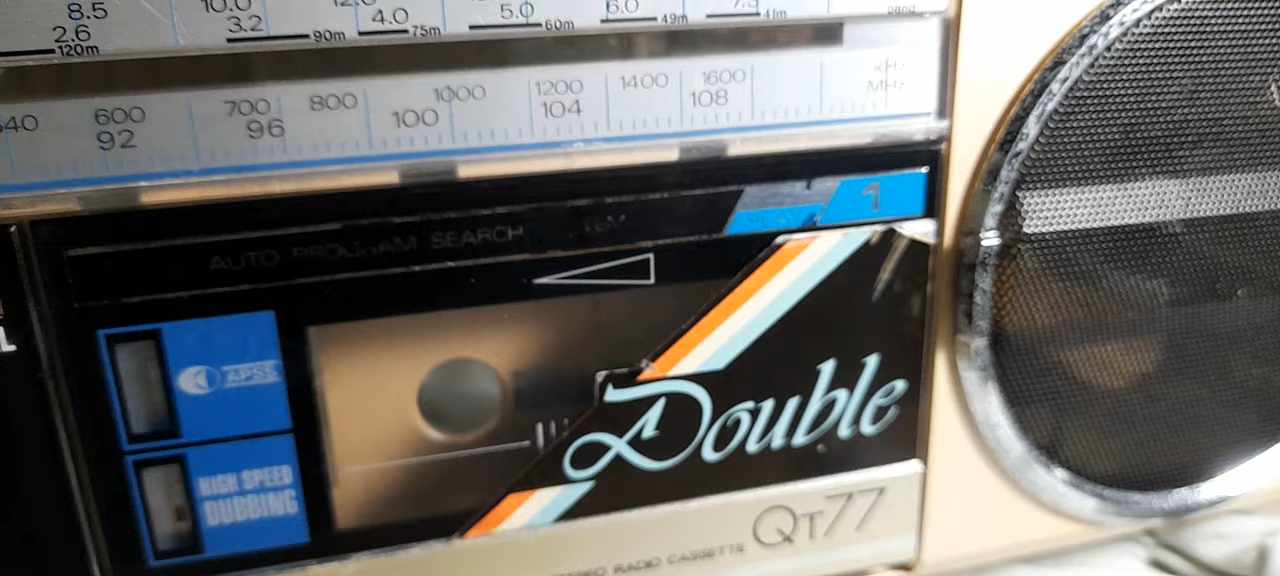 8.5 10.0 4.0 5.0 6.0
2.6 3.2
120m 90m 75m 60m 49m 41m
band
600 700 800 1000 1200 1400 1600 kHz
92 96 100 104 108 MHz
1
AUTO PROGRAM SEARCH
APSS
HIGH SPEED
DUBBING
Double
QT77
RADIO CASSETTE